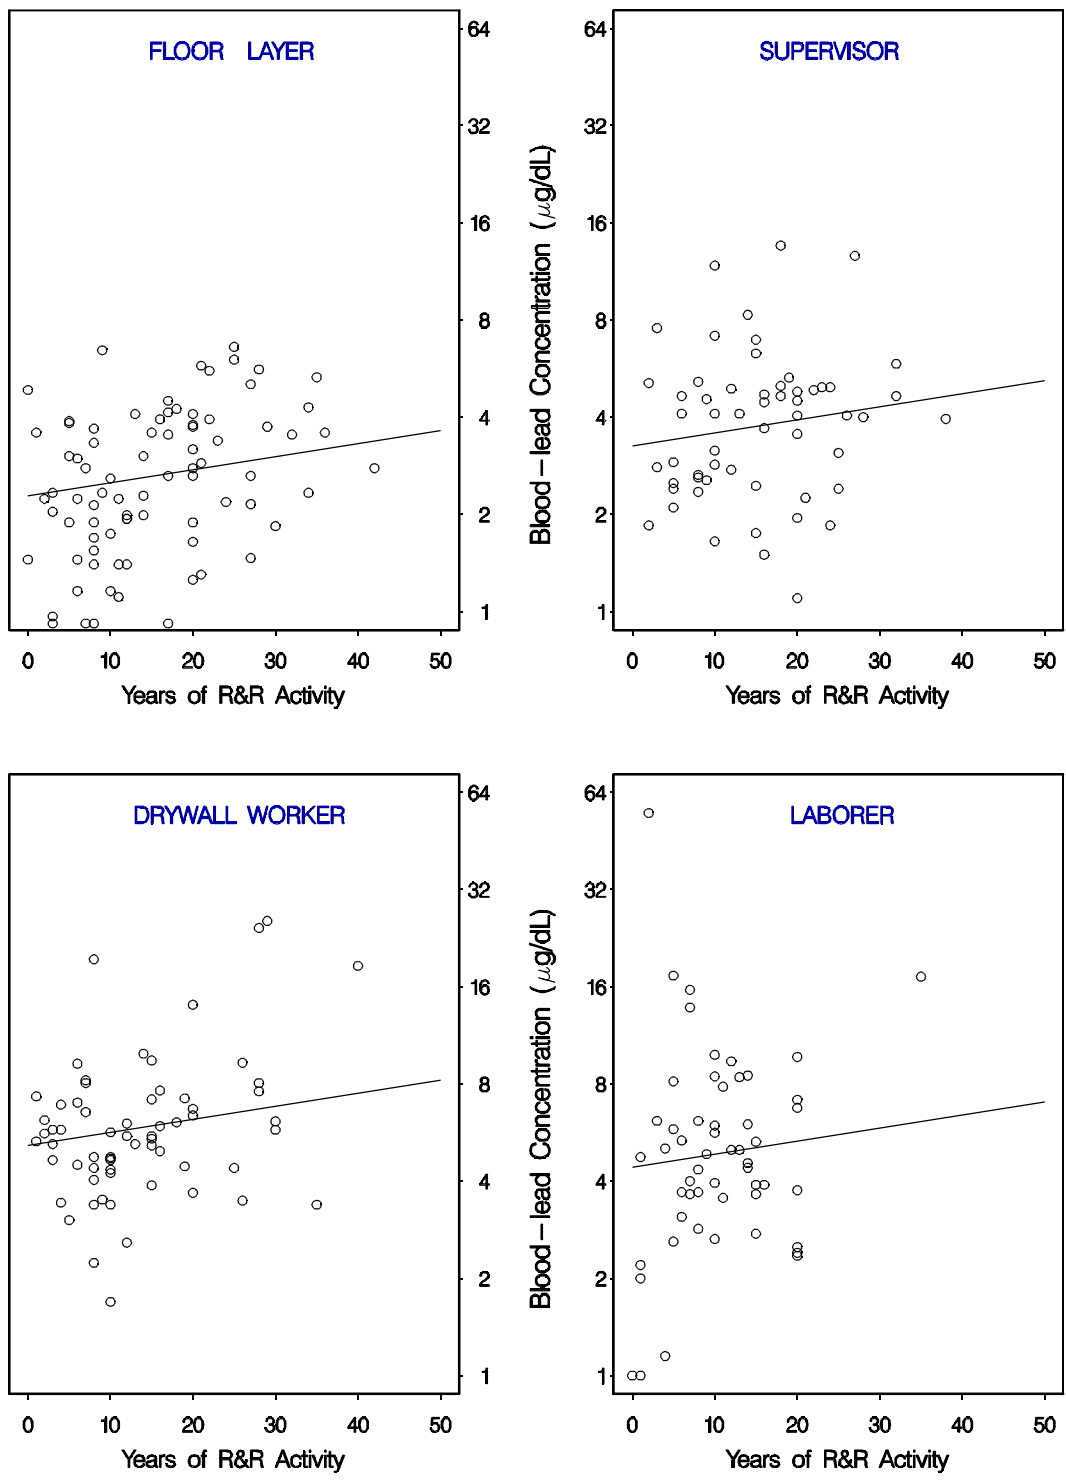 FLOOR LAYER
64
32
16
8
4
2
1
0 10 20 30 40 50
Years of R&R Activity
Blood-lead Concentration (μg/dL)
SUPERVISOR
64
32
16
8
4
2
1
0 10 20 30 40 50
Years of R&R Activity
DRYWALL WORKER
64
32
16
8
4
2
1
0 10 20 30 40 50
Years of R&R Activity
Blood-lead Concentration (μg/dL)
LABORER
64
32
16
8
4
2
1
0 10 20 30 40 50
Years of R&R Activity